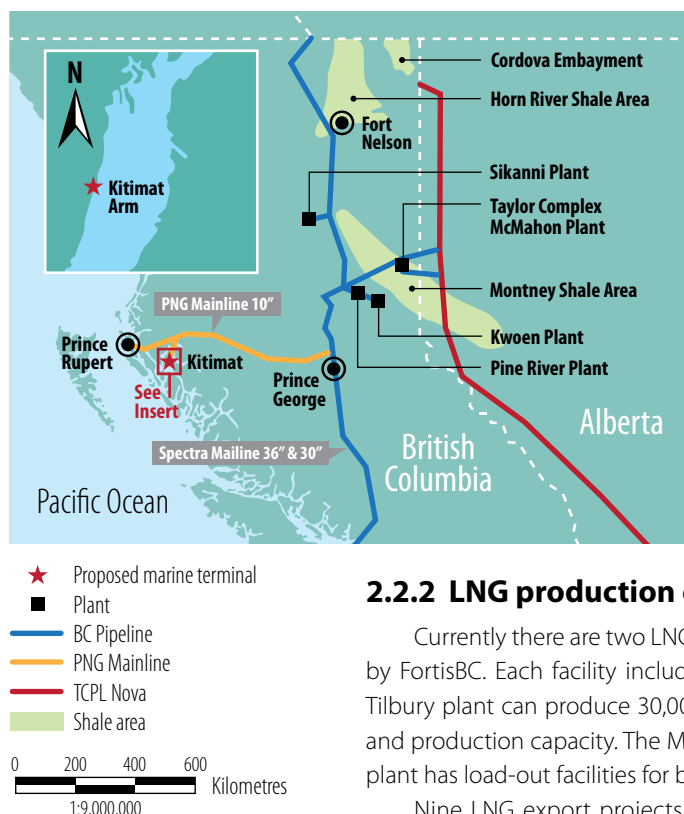 N
Kitimat
Arm
Cordova Embayment
Horn River Shale Area
Fort
Nelson
Sikanni Plant
Taylor Complex
McMahon Plant
Montney Shale Area
PNG Mainline 10”
Prince
Rupert
Kitimat
See
Insert
Prince
George
Kwoen Plant
Pine River Plant
Spectra Mailine 36” & 30”
British
Columbia
Alberta
Pacific Ocean
Proposed marine terminal
Plant
BC Pipeline
PNG Mainline
TCPL Nova
Shale area
0 200 400 600
Kilometres
1:9,000,000
2.2.2 LNG production
Currently there are two LNG
by FortisBC. Each facility includ
Tilbury plant can produce 30,00
and production capacity. The M
plant has load-out facilities for b
Nine LNG export projects